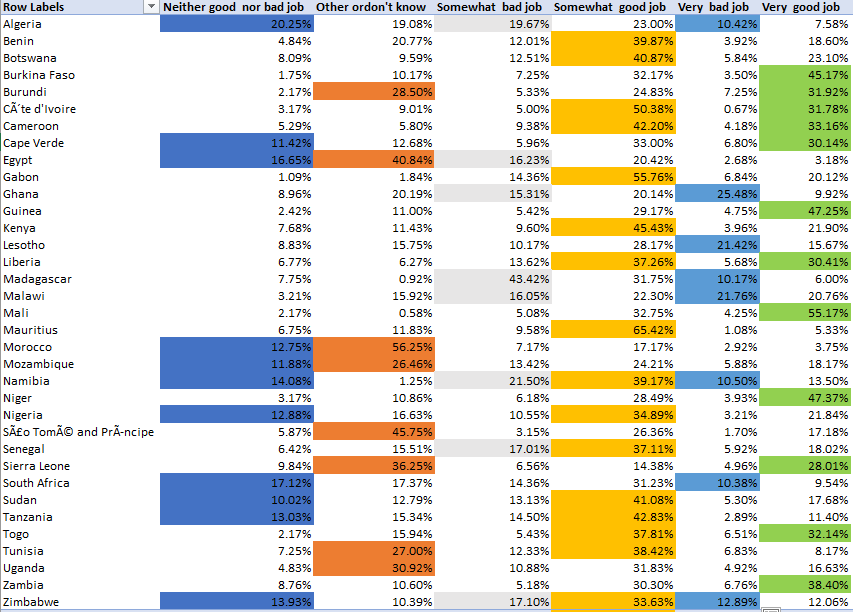 Row Labels Neither good nor bad job Other ordon't know Somewhat bad job Somewhat good job Very bad job Very good job
Algeria 20.25% 19.08% 19.67% 23.00% 10.42% 7.58%
Benin 4.84% 20.77% 12.01% 39.87% 3.92% 18.60%
Botswana 8.09% 9.59% 12.51% 40.87% 5.84% 23.10%
Burkina Faso 1.75% 10.17% 7.25% 32.17% 3.50% 45.17%
Burundi 2.17% 28.50% 5.33% 24.83% 7.25% 31.92%
CÃ´te d'Ivoire 3.17% 9.01% 5.00% 50.38% 0.67% 31.78%
Cameroon 5.29% 5.80% 9.38% 42.20% 4.18% 33.16%
Cape Verde 11.42% 12.68% 5.96% 33.00% 6.80% 30.14%
Egypt 16.65% 40.84% 16.23% 20.42% 2.68% 3.18%
Gabon 1.09% 1.84% 14.36% 55.76% 6.84% 20.12%
Ghana 8.96% 20.19% 15.31% 20.14% 25.48% 9.92%
Guinea 2.42% 11.00% 5.42% 29.17% 4.75% 47.25%
Kenya 7.68% 11.43% 9.60% 45.43% 3.96% 21.90%
Lesotho 8.83% 15.75% 10.17% 28.17% 21.42% 15.67%
Liberia 6.77% 6.27% 13.62% 37.26% 5.68% 30.41%
Madagascar 7.75% 0.92% 43.42% 31.75% 10.17% 6.00%
Malawi 3.21% 15.92% 16.05% 22.30% 21.76% 20.76%
Mali 2.17% 0.58% 5.08% 32.75% 4.25% 55.17%
Mauritius 6.75% 11.83% 9.58% 65.42% 1.08% 5.33%
Morocco 12.75% 56.25% 7.17% 17.17% 2.92% 3.75%
Mozambique 11.88% 26.46% 13.42% 24.21% 5.88% 18.17%
Namibia 14.08% 1.25% 21.50% 39.17% 10.50% 13.50%
Niger 3.17% 10.86% 6.18% 28.49% 3.93% 47.37%
Nigeria 12.88% 16.63% 10.55% 34.89% 3.21% 21.84%
SÃ£o TomÃ© and PrÃ­ncipe 5.87% 45.75% 3.15% 26.36% 1.70% 17.18%
Senegal 6.42% 15.51% 17.01% 37.11% 5.92% 18.02%
Sierra Leone 9.84% 36.25% 6.56% 14.38% 4.96% 28.01%
South Africa 17.12% 17.37% 14.36% 31.23% 10.38% 9.54%
Sudan 10.02% 12.79% 13.13% 41.08% 5.30% 17.68%
Tanzania 13.03% 15.34% 14.50% 42.83% 2.89% 11.40%
Togo 2.17% 15.94% 5.43% 37.81% 6.51% 32.14%
Tunisia 7.25% 27.00% 12.33% 38.42% 6.83% 8.17%
Uganda 4.83% 30.92% 10.88% 31.83% 4.92% 16.63%
Zambia 8.76% 10.60% 5.18% 30.30% 6.76% 38.40%
Zimbabwe 13.93% 10.39% 17.10% 33.63% 12.89% 12.06%